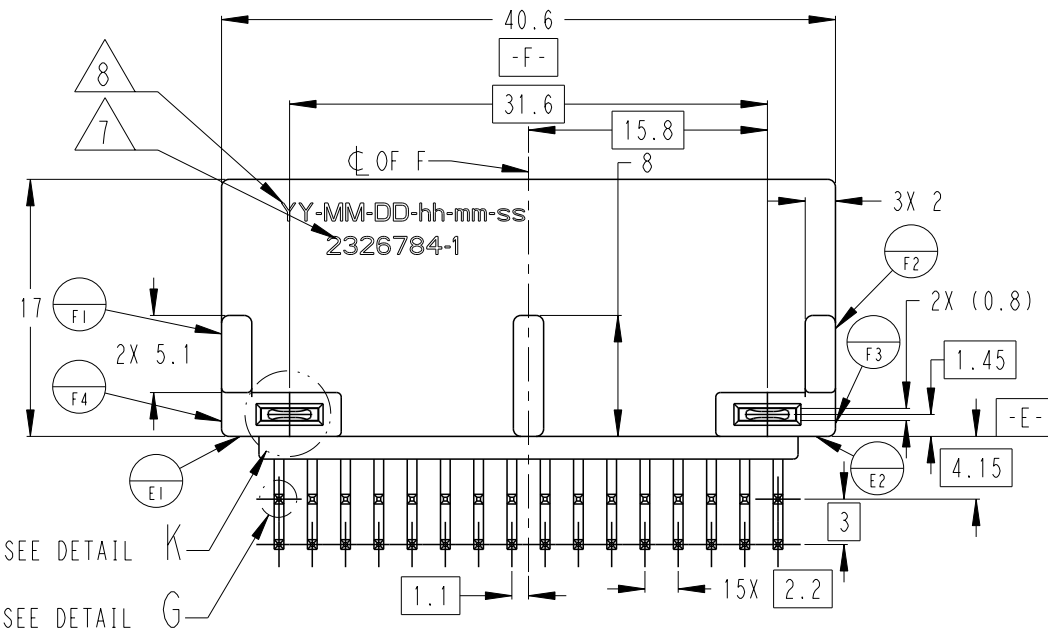 40.6
-F-
8
31.6
7
15.8
℄ OF F
8
YY-MM-DD-hh-mm-ss
3X 2
2326784-1
F2
17
F1
2X (0.8)
2X 5.1
F3
1.45
F4
-E-
E1
E2
4.15
SEE DETAIL K
3
1.1
15X 2.2
SEE DETAIL G